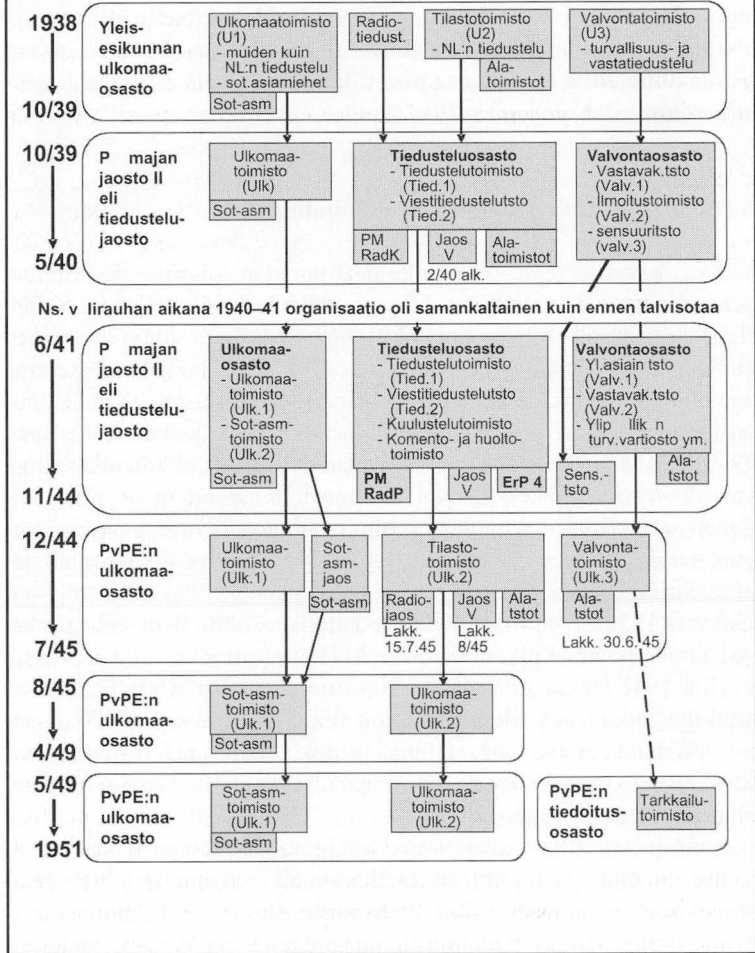 1938
10/39
Yleis-
esikunnan
ulkomaa-
osasto
Ulkomaatoimisto
(U1)
- muiden kuin
NL:n tiedustelu
- sot.asiamiehet
Sot-asm
Radio-
tiedust.
Tilastotoimisto
(U2)
- NL:n tiedustelu
Ala-
toimistot
Valvontatoimisto
(U3)
- turvallisuus- ja
vastatiedustelu
10/39
5/40
P majan
jaosto II
eli
tiedustelu-
jaosto
Ulkomaa-
toimisto
(Ulk)
Sot-asm
Tiedusteluosasto
- Tiedustelutoimisto
(Tied.1)
- Viestitiedustelutsto
(Tied.2)
PM
RadK
Jaos
V
Ala-
toimistot
2/40 alk.
Valvontaosasto
- Vastavak.tsto
(Valv.1)
- Ilmoitustoimisto
(Valv.2)
- sensuuritsto
(valv.3)
Ns. v lirauhan aikana 1940–41 organisaatio oli samankaltainen kuin ennen talvisotaa
6/41
11/44
P majan
jaosto II
eli
tiedustelu-
jaosto
Ulkomaa-
osasto
- Ulkomaa-
toimisto
(Ulk.1)
- Sot-asm-
toimisto
(Ulk.2)
Sot-asm
Tiedusteluosasto
- Tiedustelutoimisto
(Tied.1)
- Viestitiedustelutsto
(Tied.2)
- Kuulustelutoimisto
- Komento- ja huolto-
toimisto
PM
RadP
Jaos
V
ErP 4
Valvontaosasto
- Yl.asiain tsto
(Valv.1)
- Vastavak.tsto
(Valv.2)
- Ylip llik n
turv.vartiosto ym.
Sens.-
tsto
Ala-
tstot
12/44
7/45
PvPE:n
ulkomaa-
osasto
Ulkomaa-
toimisto
(Ulk.1)
Sot-
asm-
jaos
Sot-asm
Tilasto-
toimisto
(Ulk.2)
Radio-
jaos
Jaos
V
Ala-
tstot
Lakk.
15.7.45
Lakk.
8/45
Valvonta-
toimisto
(Ulk.3)
Ala-
tstot
Lakk. 30.6. 45
8/45
4/49
PvPE:n
ulkomaa-
osasto
Sot-asm-
toimisto
(Ulk.1)
Sot-asm
Ulkomaa-
toimisto
(Ulk.2)
5/49
1951
PvPE:n
ulkomaa-
osasto
Sot-asm-
toimisto
(Ulk.1)
Sot-asm
Ulkomaa-
toimisto
(Ulk.2)
PvPE:n
tiedoitus-
osasto
Tarkkailu-
toimisto